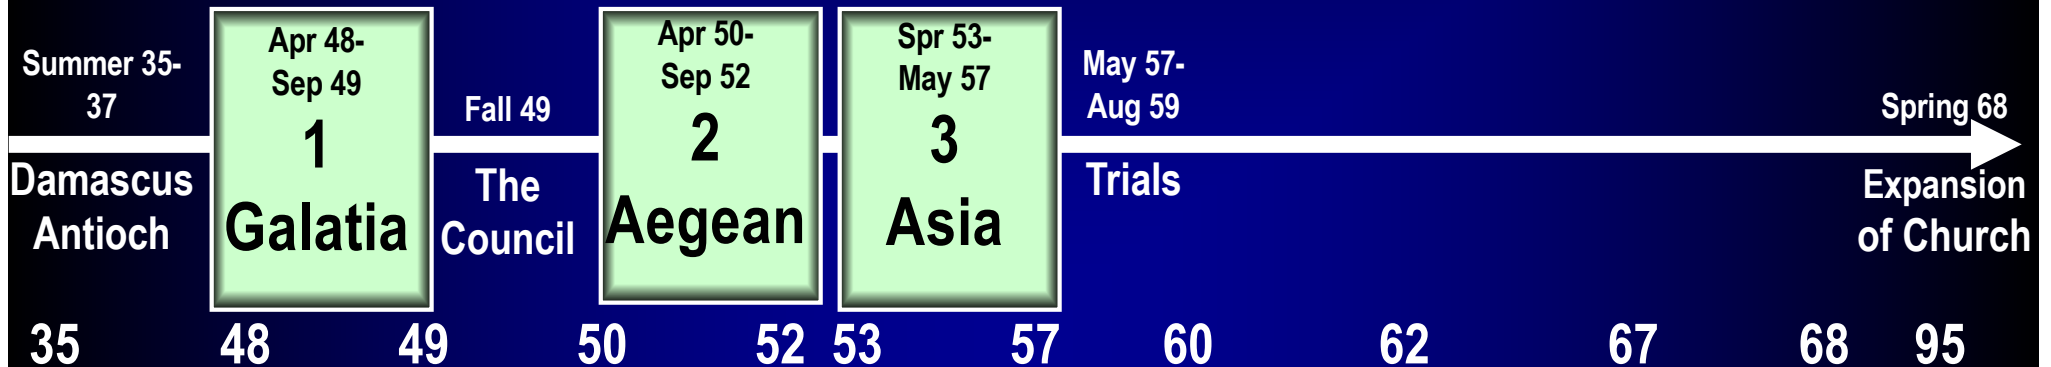 Summer 35-
37
Damascus
Antioch
Apr 48-
Sep 49
1
Galatia
Fall 49
The
Council
Apr 50-
Sep 52
2
Aegean
Spr 53-
May 57
3
Asia
May 57-
Aug 59
Trials
Spring 68
Expansion
of Church
35 48 49 50 52 53 57 60 62 67 68 95